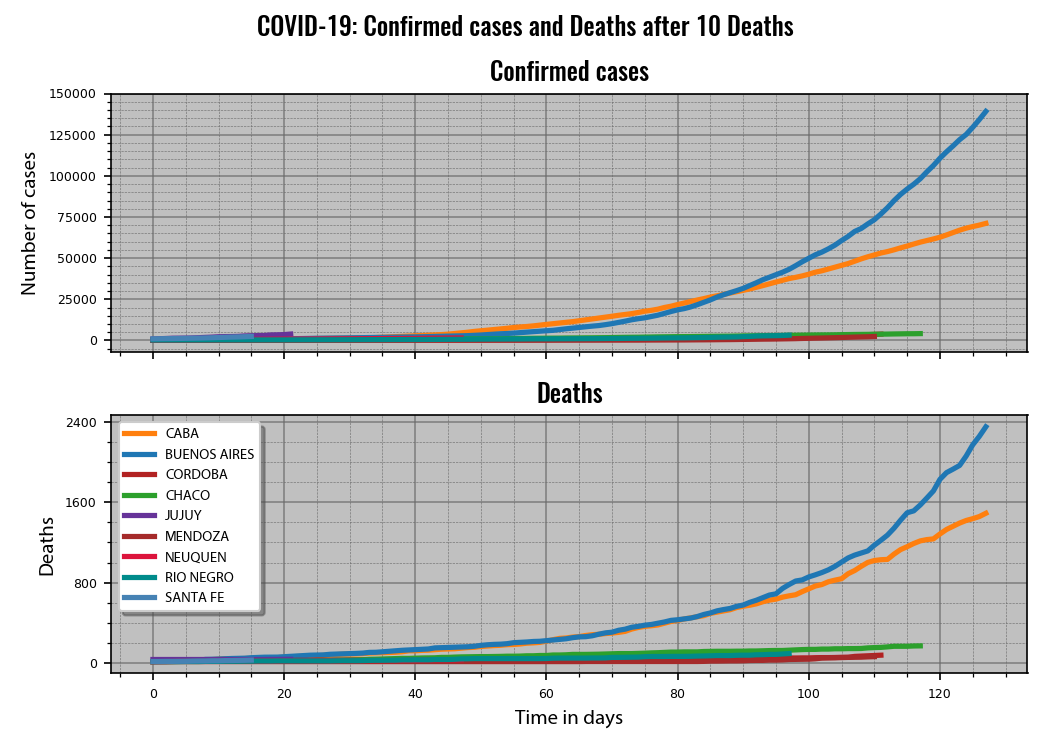 COVID-19: Confirmed cases and Deaths after 10 Deaths
Confirmed cases
150000
125000
100000
75000
50000
25000
0
Number of cases
Deaths
2400
1600
800
0
Deaths
CABA
BUENOS AIRES
CORDOBA
CHACO
JUJUY
MENDOZA
NEUQUEN
RIO NEGRO
SANTA FE
0 20 40 60 80 100 120
Time in days